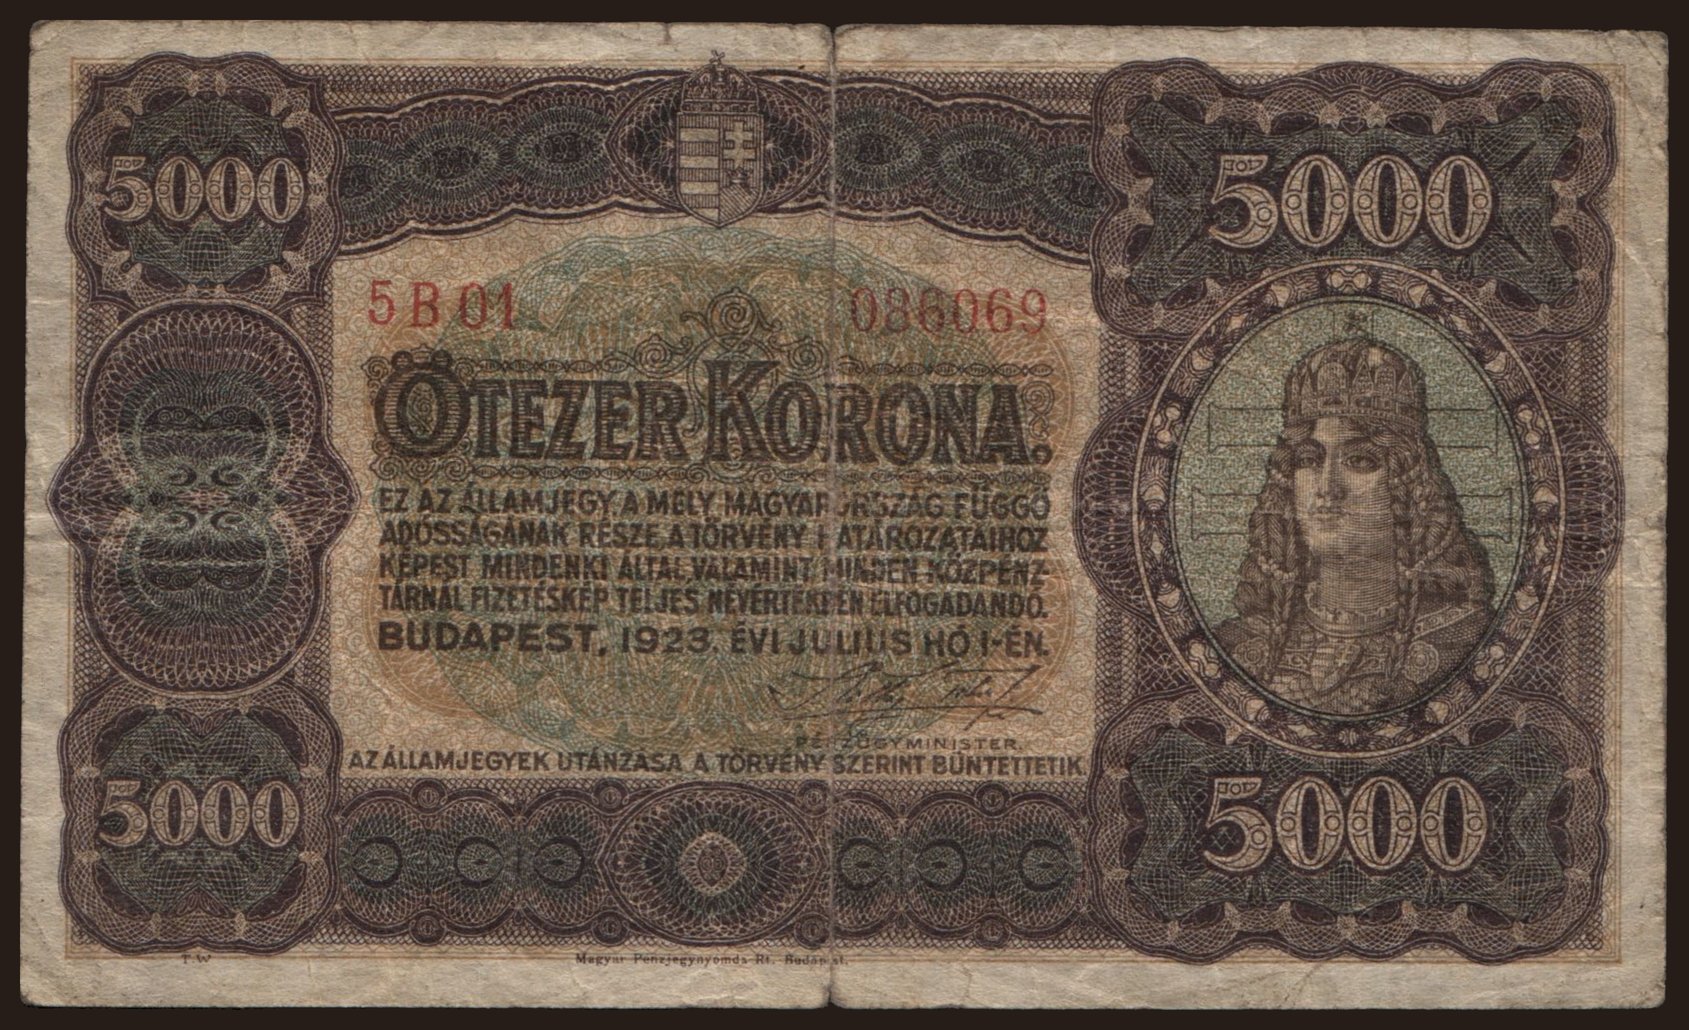 5000
5000
5B 01 086069
ÖTEZER KORONA.
EZ AZ ÁLLAMJEGY, A MELY MAGYARORSZÁG FÜGGŐ
ADÓSSÁGÁNAK RÉSZE, A TÖRVÉNY HATÁROZATAIHOZ
KÉPEST MINDENKI ÁLTAL, VALAMINT MINDEN KÖZPÉNZ-
TÁRNÁL FIZETÉSKÉP TELJES NÉVÉRTÉKBEN ELFOGADANDÓ.
BUDAPEST, 1923. ÉVI JULIUS HÓ 1-ÉN.
PÉNZÜGYMINISTER.
AZ ÁLLAMJEGYEK UTÁNZÁSA A TÖRVÉNY SZERINT BÜNTETTETIK
5000
5000
T.W
Magyar Pénzjegynyomda Rt. Budapest.